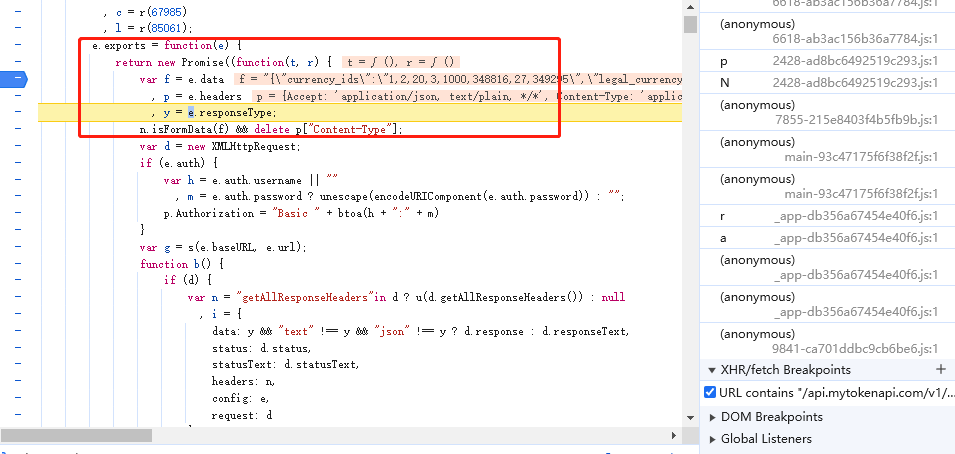 , c = r(67985)
, l = r(85061);
e.exports = function(e) {
return new Promise((function(t, r) { t = ƒ (), r = ƒ ()
var f = e.data f = "{\"currency_ids\":\"1,2,20,3,1000,348816,27,349295\",\"legal_currency
, p = e.headers p = {Accept: 'application/json, text/plain, */*', Content-Type: 'applic
, y = e.responseType;
n.isFormData(f) && delete p["Content-Type"];
var d = new XMLHttpRequest;
if (e.auth) {
var h = e.auth.username || ""
, m = e.auth.password ? unescape(encodeURIComponent(e.auth.password)) : "";
p.Authorization = "Basic " + btoa(h + ":" + m)
}
var g = s(e.baseURL, e.url);
function b() {
if (d) {
var n = "getAllResponseHeaders"in d ? u(d.getAllResponseHeaders()) : null
, i = {
data: y && "text" !== y && "json" !== y ? d.response : d.responseText,
status: d.status,
statusText: d.statusText,
headers: n,
config: e,
request: d
6618-ab3ac156b36a7784.js:1
(anonymous)
6618-ab3ac156b36a7784.js:1
p 2428-ad8bc6492519c293.js:1
N 2428-ad8bc6492519c293.js:1
(anonymous)
7855-215e8403f4b5fb9b.js:1
(anonymous)
main-93c47175f6f38f2f.js:1
(anonymous)
main-93c47175f6f38f2f.js:1
r _app-db356a67454e40f6.js:1
a _app-db356a67454e40f6.js:1
(anonymous)
_app-db356a67454e40f6.js:1
(anonymous)
_app-db356a67454e40f6.js:1
(anonymous)
9841-ca701ddbc9cb6be6.js:1
XHR/fetch Breakpoints
URL contains "/api.mytokenapi.com/v1/...
DOM Breakpoints
Global Listeners